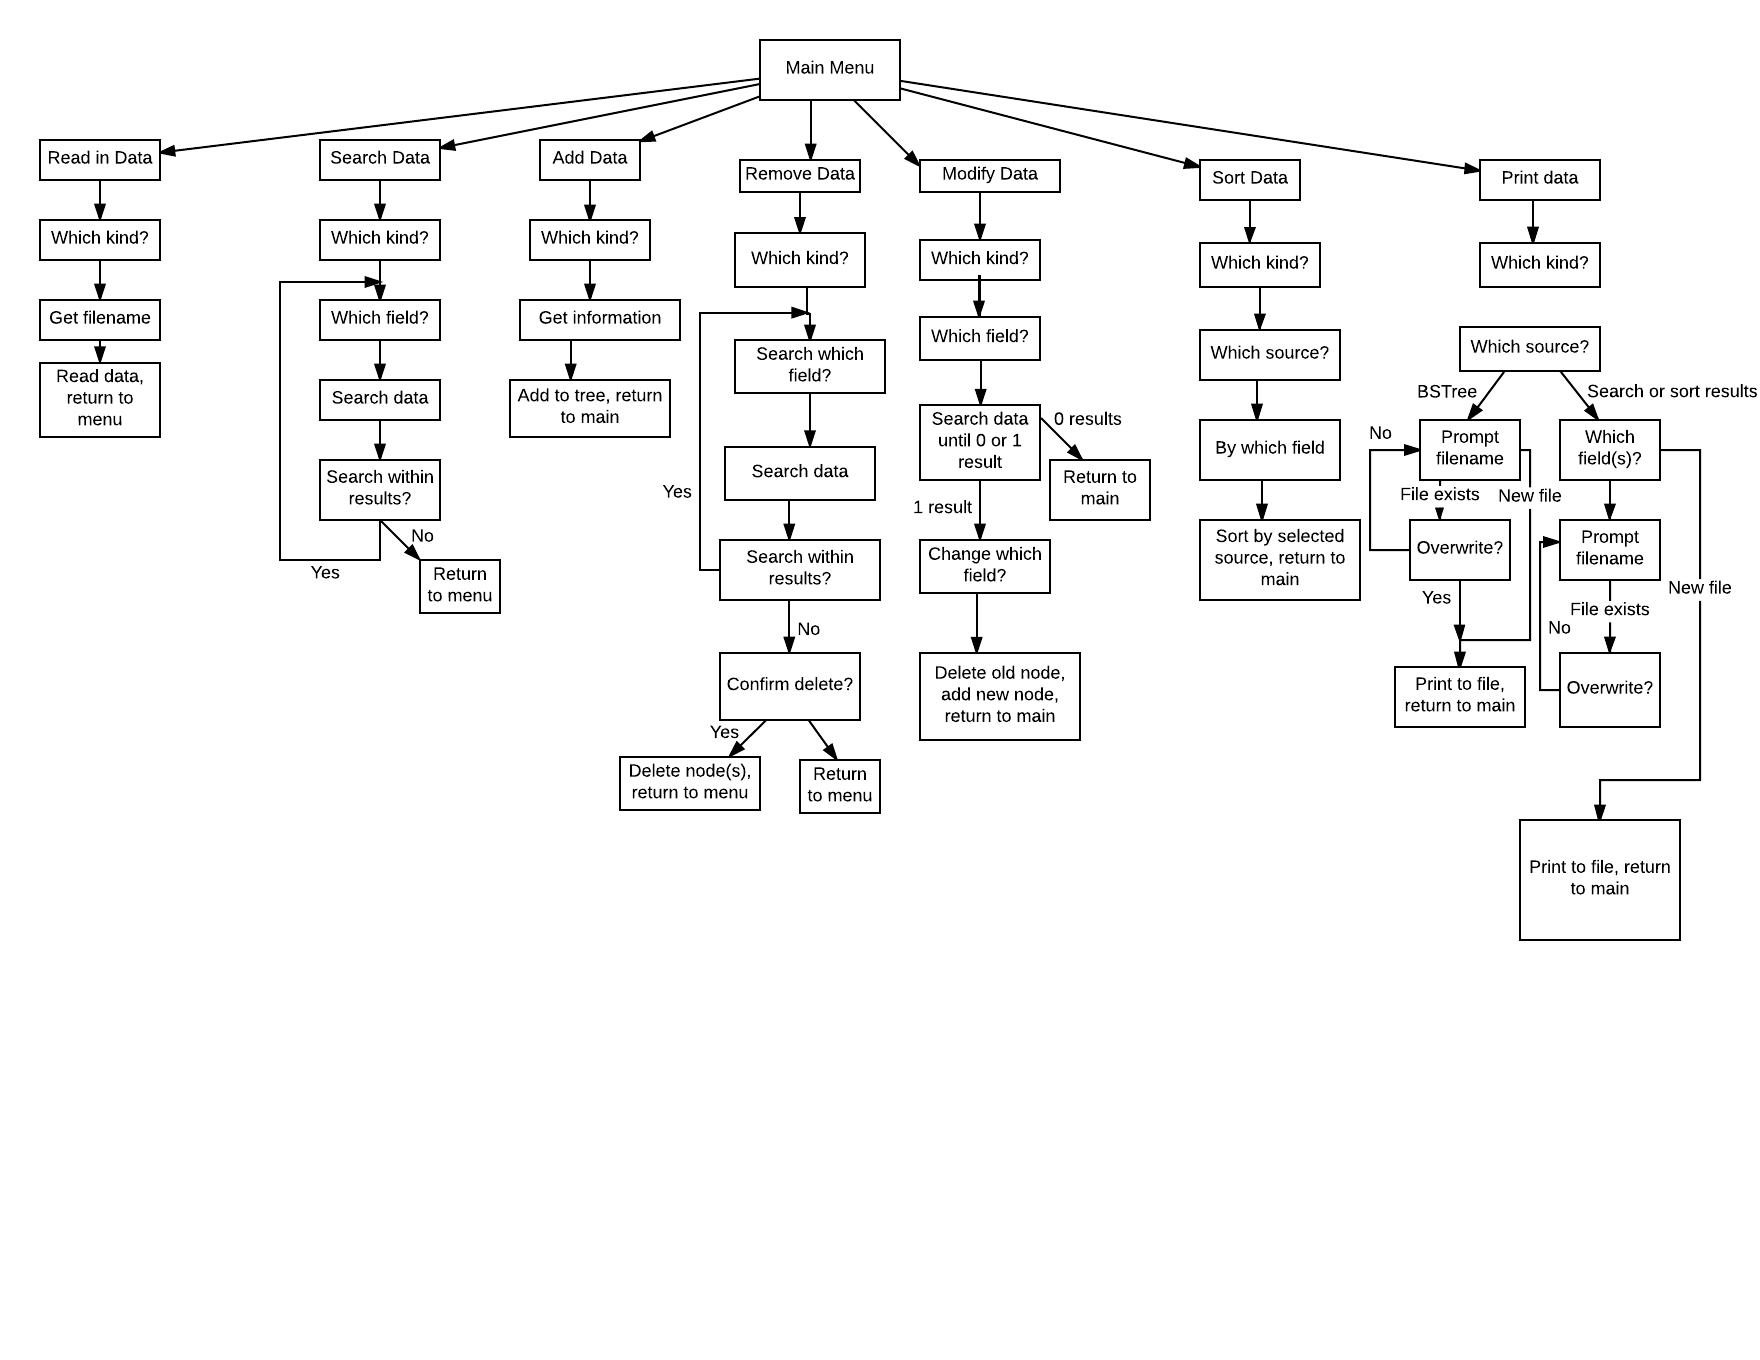 Main Menu
Read in Data
Which kind?
Get filename
Read data,
return to
menu
Search Data
Which kind?
Which field?
Search data
Search within
results?
No
Yes
Return
to menu
Add Data
Which kind?
Get information
Add to tree, return
to main
Remove Data
Which kind?
Search which
field?
Search data
Yes
Search within
results?
No
Confirm delete?
Yes
Delete node(s),
return to menu
Return
to menu
Modify Data
Which kind?
Which field?
Search data
until 0 or 1
result
0 results
Return to
main
1 result
Change which
field?
Delete old node,
add new node,
return to main
Sort Data
Which kind?
Which source?
By which field
Sort by selected
source, return to
main
Print data
Which kind?
Which source?
BSTree
Search or sort results
No
Prompt
filename
File exists
New file
Overwrite?
Yes
Print to file,
return to main
Which
field(s)?
Prompt
filename
New file
File exists
No
Overwrite?
Print to file, return
to main